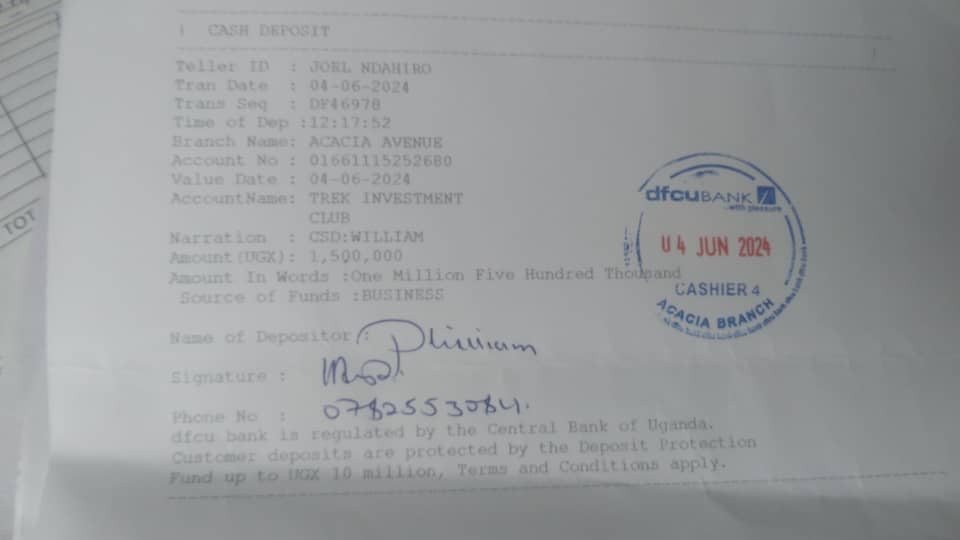 CASH DEPOSIT
Teller ID : JOEL NDAHIRO
Tran Date : 04-06-2024
Trans Seq : DF46978
Time of Dep :12:17:52
Branch Name: ACACIA AVENUE
Account No : 01661115252680
Value Date : 04-06-2024
AccountName: TREK INVESTMENT
CLUB
Narration : CSD:WILLIAM
Amount(UGX): 1,500,000
Amount In Words :One Million Five Hundred Thousand
Source of Funds :BUSINESS
Name of Depositor :
Signature :
Phone No : 0782553084
dfcu bank is regulated by the Central Bank of Uganda.
Customer deposits are protected by the Deposit Protection
Fund up to UGX 10 million, Terms and Conditions apply.
dfcu BANK
with pleasure
04 JUN 2024
CASHIER 4
ACACIA BRANCH
TOT